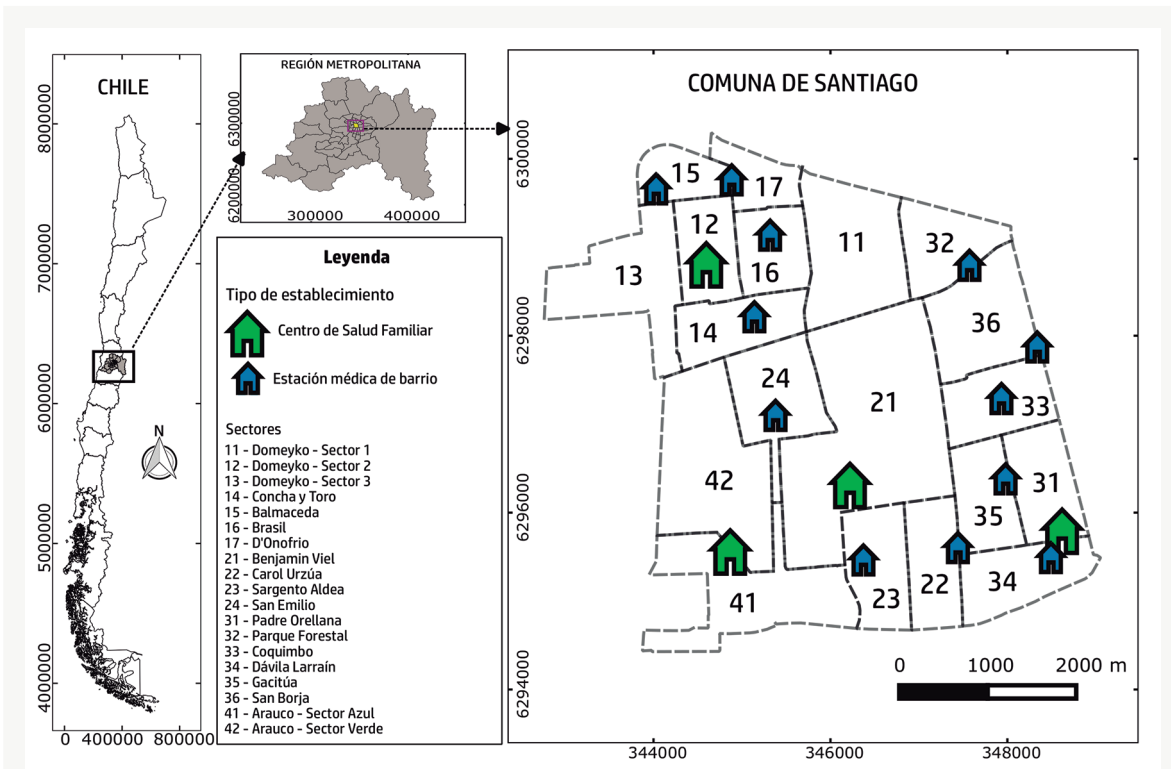 CHILE
8000000
7000000
6000000
5000000
4000000
0 400000 800000
N
REGIÓN METROPOLITANA
6300000
6200000
300000 400000
Leyenda
Tipo de establecimiento
Centro de Salud Familiar
Estación médica de barrio
Sectores
11 - Domeyko - Sector 1
12 - Domeyko - Sector 2
13 - Domeyko - Sector 3
14 - Concha y Toro
15 - Balmaceda
16 - Brasil
17 - D'Onofrio
21 - Benjamin Viel
22 - Carol Urzúa
23 - Sargento Aldea
24 - San Emilio
31 - Padre Orellana
32 - Parque Forestal
33 - Coquimbo
34 - Dávila Larraín
35 - Gacitúa
36 - San Borja
41 - Arauco - Sector Azul
42 - Arauco - Sector Verde
COMUNA DE SANTIAGO
6300000
6298000
6296000
6294000
15
17
12
11
32
13
16
14
36
24
21
33
42
31
35
34
22
23
41
0 1000 2000 m
344000 346000 348000